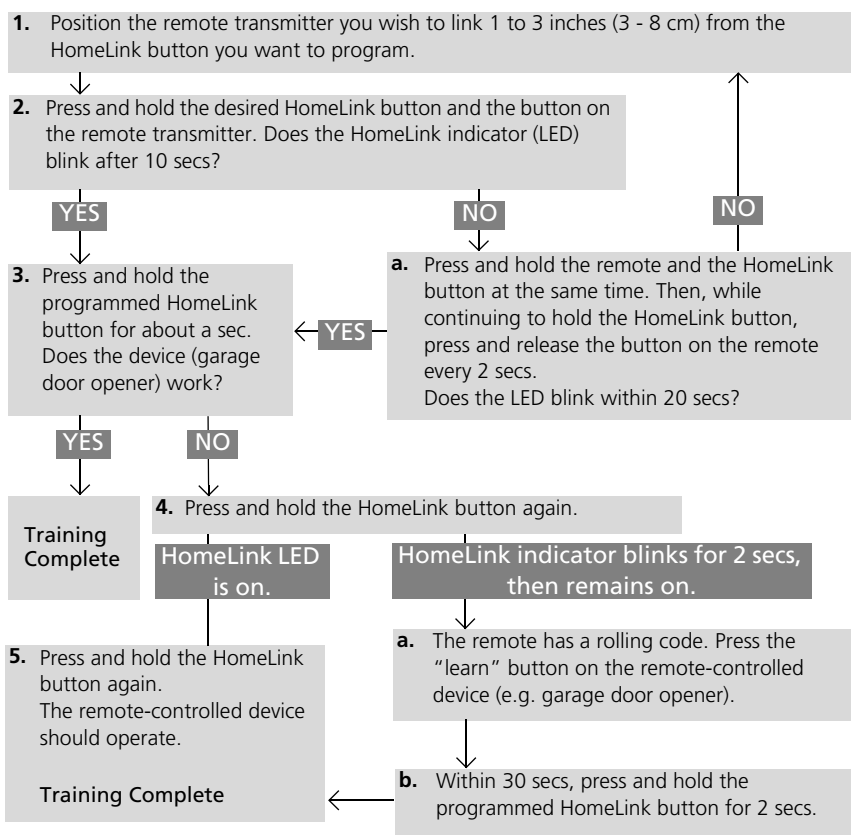 1. Position the remote transmitter you wish to link 1 to 3 inches (3 - 8 cm) from the
HomeLink button you want to program.
2. Press and hold the desired HomeLink button and the button on
the remote transmitter. Does the HomeLink indicator (LED)
blink after 10 secs?
YES
NO
NO
3. Press and hold the
programmed HomeLink
button for about a sec.
Does the device (garage
door opener) work?
YES
a. Press and hold the remote and the HomeLink
button at the same time. Then, while
continuing to hold the HomeLink button,
press and release the button on the remote
every 2 secs.
Does the LED blink within 20 secs?
YES
NO
Training
Complete
4. Press and hold the HomeLink button again.
HomeLink LED
is on.
HomeLink indicator blinks for 2 secs,
then remains on.
a. The remote has a rolling code. Press the
“learn” button on the remote-controlled
device (e.g. garage door opener).
5. Press and hold the HomeLink
button again.
The remote-controlled device
should operate.
Training Complete
b. Within 30 secs, press and hold the
programmed HomeLink button for 2 secs.